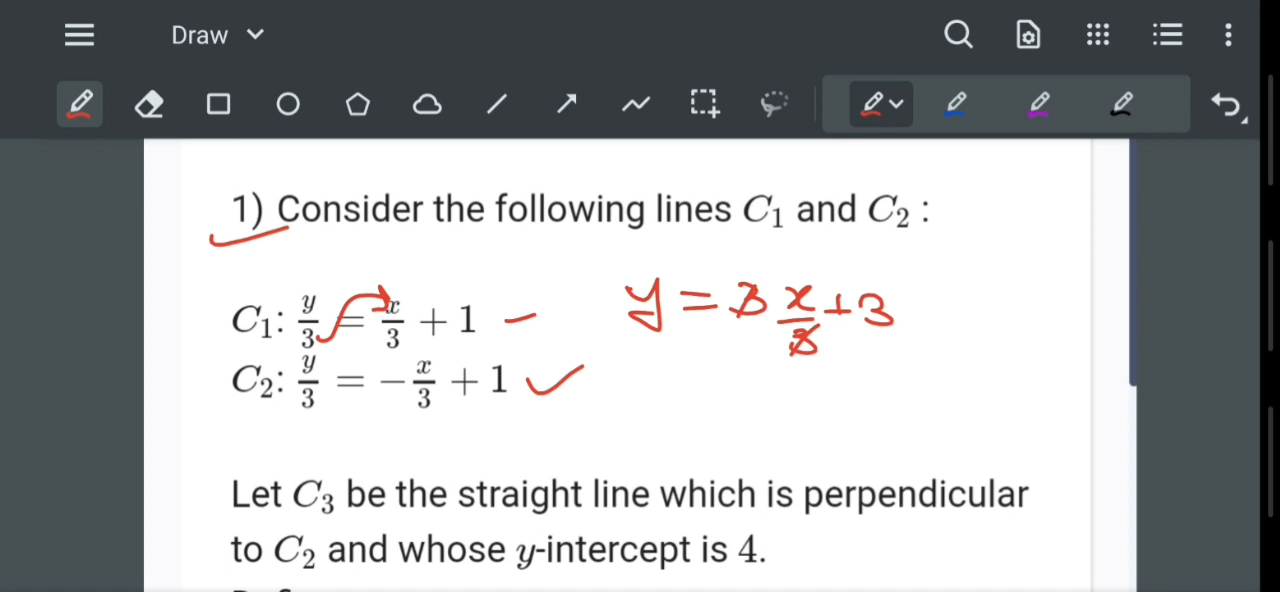 Draw
1) Consider the following lines C₁ and C₂ :
C₁: y/3 = x/3 + 1 – y = 3 x/3 + 3
C₂: y/3 = −x/3 + 1
Let C₃ be the straight line which is perpendicular
to C₂ and whose y-intercept is 4.